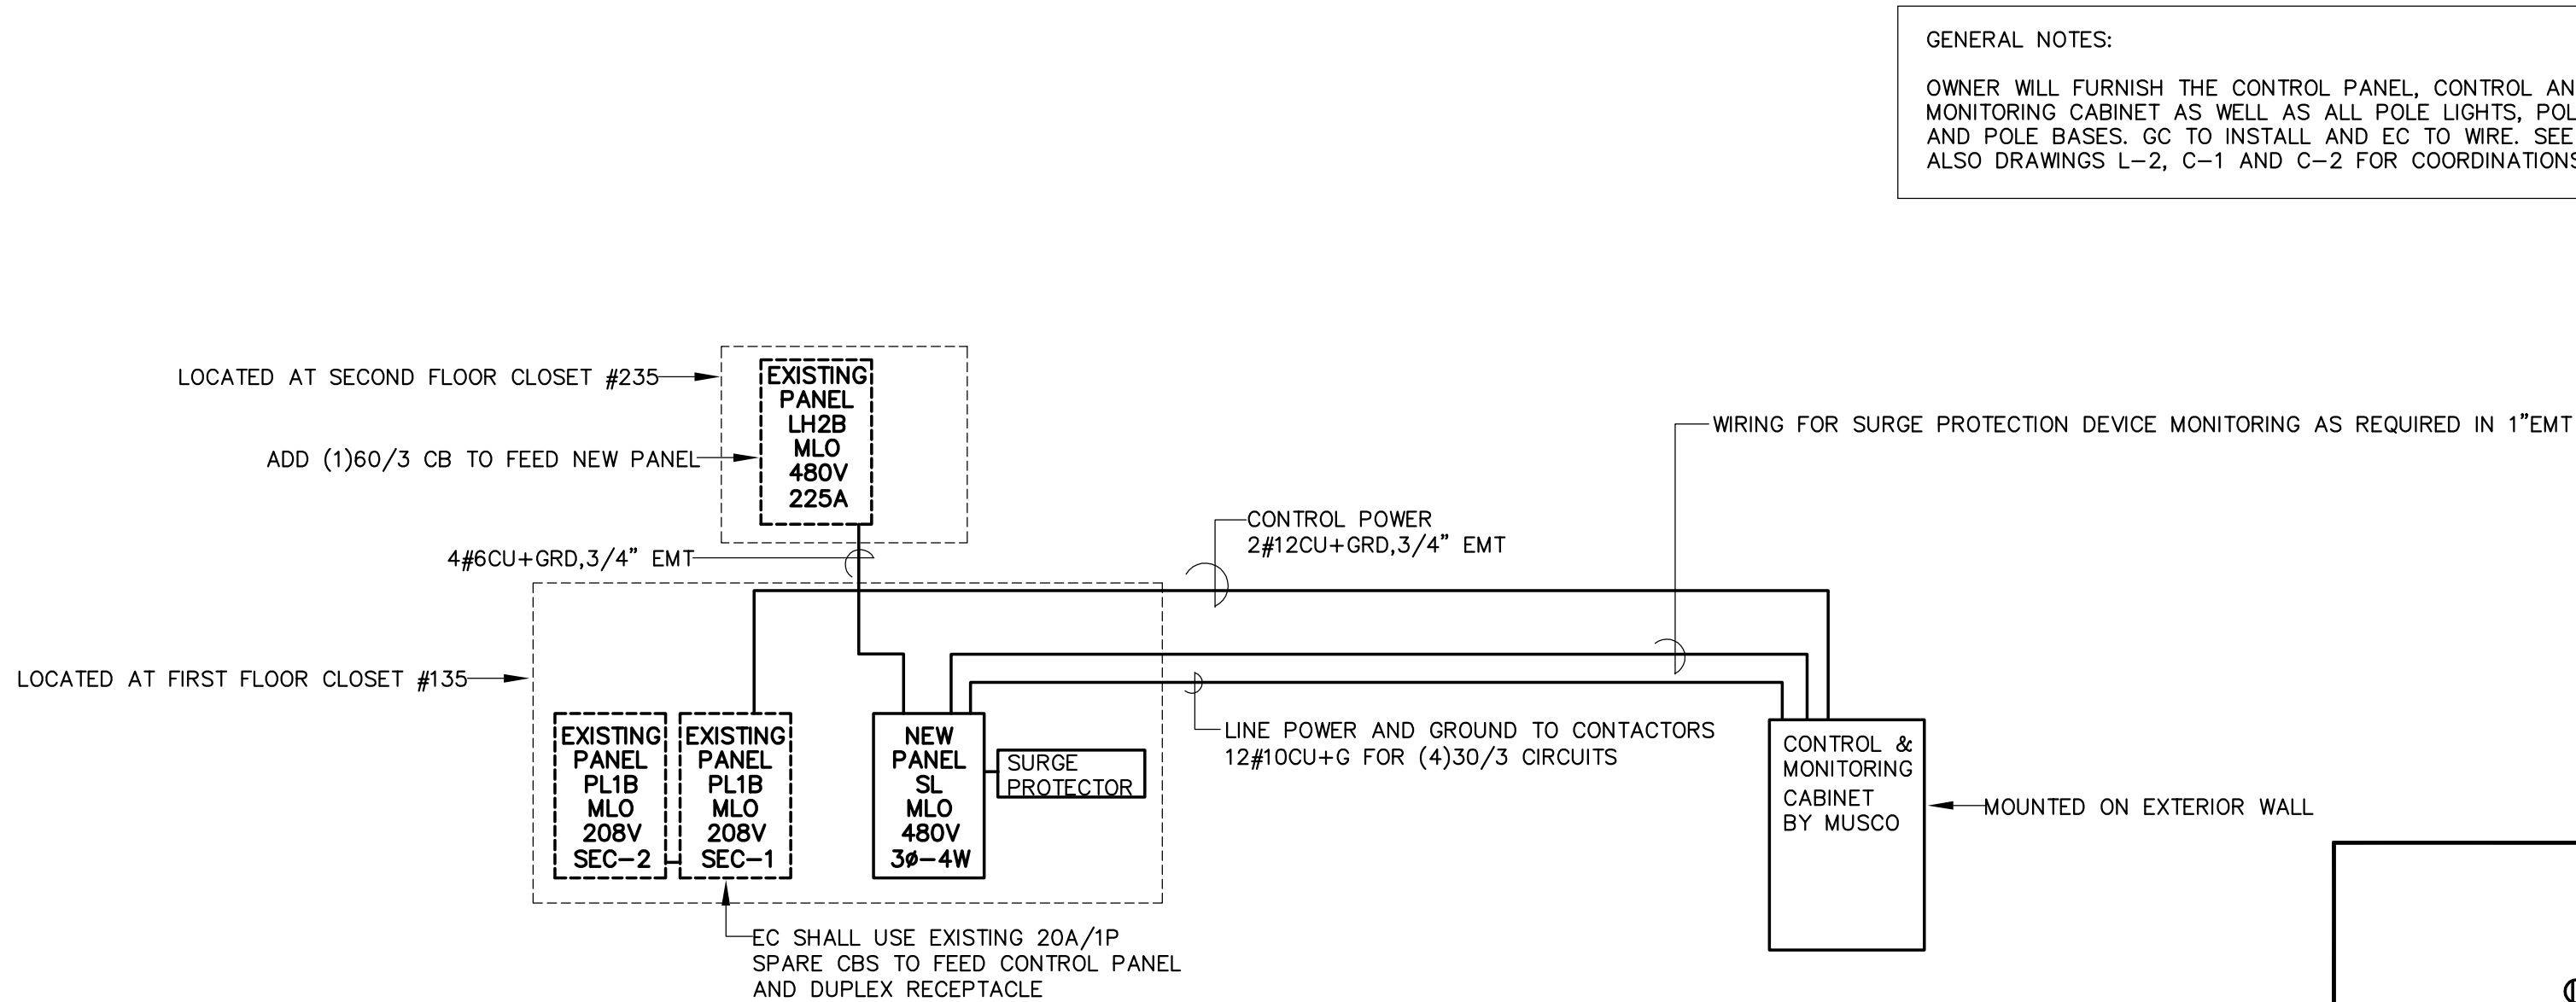 GENERAL NOTES:
OWNER WILL FURNISH THE CONTROL PANEL, CONTROL AN
MONITORING CABINET AS WELL AS ALL POLE LIGHTS, POL
AND POLE BASES. GC TO INSTALL AND EC TO WIRE. SEE
ALSO DRAWINGS L-2, C-1 AND C-2 FOR COORDINATIONS
LOCATED AT SECOND FLOOR CLOSET #235
EXISTING
PANEL
LH2B
MLO
480V
225A
ADD (1)60/3 CB TO FEED NEW PANEL
WIRING FOR SURGE PROTECTION DEVICE MONITORING AS REQUIRED IN 1"EMT
CONTROL POWER
2#12CU+GRD,3/4" EMT
4#6CU+GRD,3/4" EMT
LOCATED AT FIRST FLOOR CLOSET #135
EXISTING
PANEL
PL1B
MLO
208V
SEC-2
EXISTING
PANEL
PL1B
MLO
208V
SEC-1
NEW
PANEL
SL
MLO
480V
3ø-4W
SURGE
PROTECTOR
LINE POWER AND GROUND TO CONTACTORS
12#10CU+G FOR (4)30/3 CIRCUITS
CONTROL &
MONITORING
CABINET
BY MUSCO
MOUNTED ON EXTERIOR WALL
EC SHALL USE EXISTING 20A/1P
SPARE CBS TO FEED CONTROL PANEL
AND DUPLEX RECEPTACLE